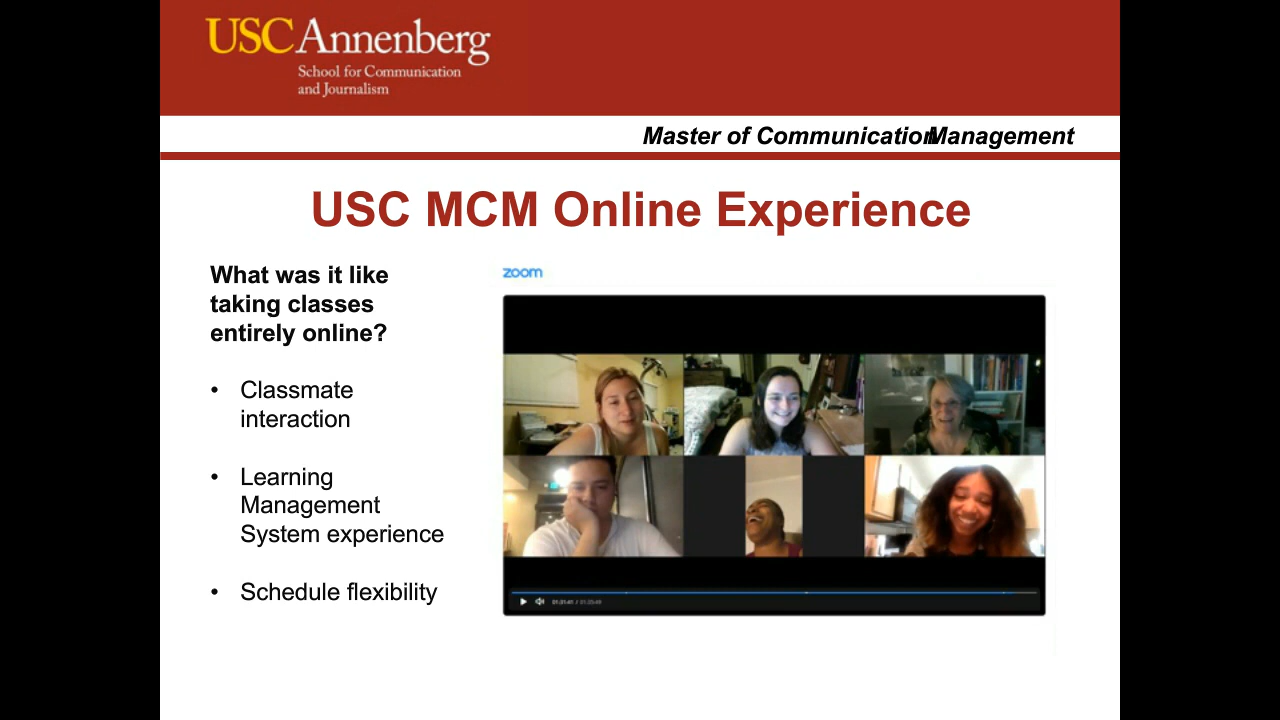 USC Annenberg
School for Communication
and Journalism
Master of Communication Management
USC MCM Online Experience
What was it like
taking classes
entirely online?
• Classmate
interaction
• Learning
Management
System experience
• Schedule flexibility
zoom